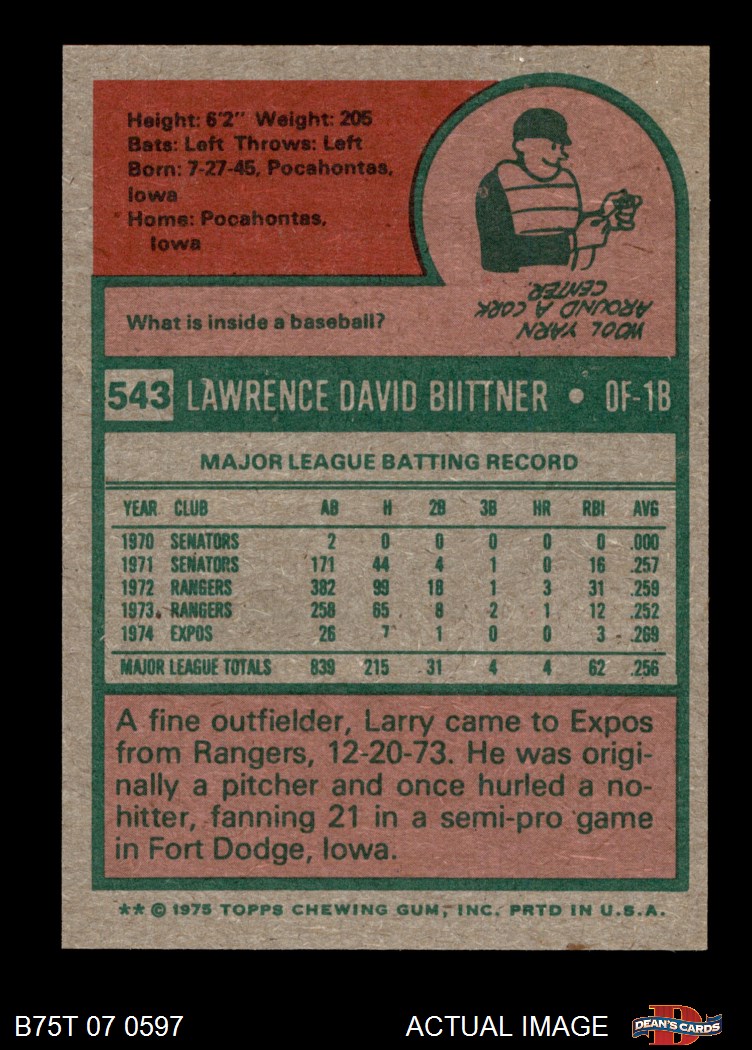 Height: 6'2" Weight: 205
Bats: Left Throws: Left
Born: 7-27-45, Pocahontas,
Iowa
Home: Pocahontas,
Iowa
What is inside a baseball?
WOOL YARN
AROUND A CORK
CENTER.
543 LAWRENCE DAVID BIITTNER • OF-1B
MAJOR LEAGUE BATTING RECORD
YEAR CLUB AB H 2B 3B HR RBI AVG
1970 SENATORS 2 0 0 0 0 0 .000
1971 SENATORS 171 44 4 1 0 16 .257
1972 RANGERS 382 99 18 1 3 31 .259
1973 RANGERS 258 65 8 2 1 12 .252
1974 EXPOS 26 7 1 0 0 3 .269
MAJOR LEAGUE TOTALS 839 215 31 4 4 62 .256
A fine outfielder, Larry came to Expos
from Rangers, 12-20-73. He was origi-
nally a pitcher and once hurled a no-
hitter, fanning 21 in a semi-pro game
in Fort Dodge, Iowa.
** © 1975 TOPPS CHEWING GUM, INC. PRTD IN U.S.A.
B75T 07 0597 ACTUAL IMAGE D DEAN'S CARDS